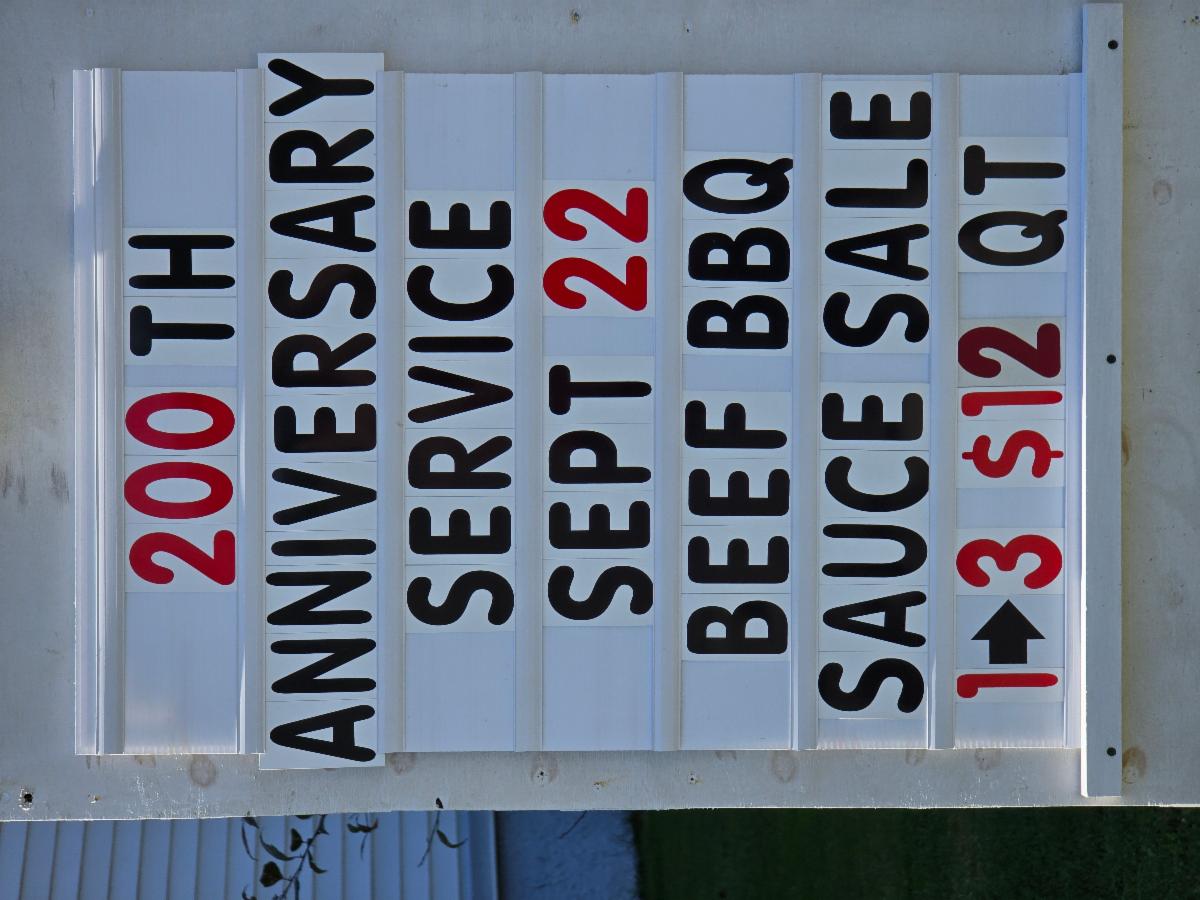 200 TH
ANNIVERSARY
SERVICE
SEPT 22
BEEF BBQ
SAUCE SALE
1➡3 $12 QT